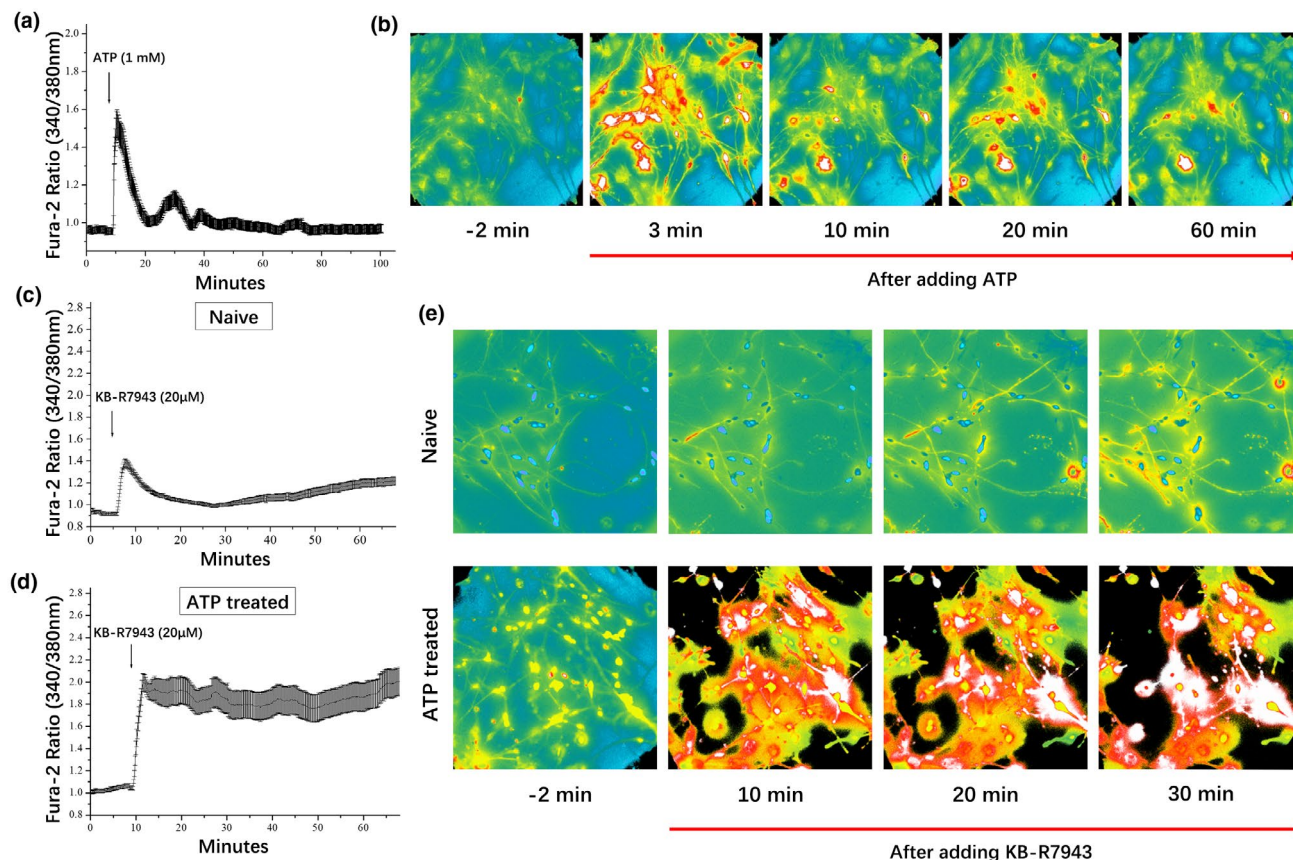 (a)
Fura-2 Ratio (340/380nm)
2.0
1.8
1.6
1.4
1.2
1.0
ATP (1 mM)
0
20
40
60
80
100
Minutes
(b)
-2 min
3 min
10 min
20 min
60 min
After adding ATP
(c)
Naive
Fura-2 Ratio (340/380nm)
2.8
2.6
2.4
2.2
2.0
1.8
1.6
1.4
1.2
1.0
0.8
KB-R7943 (20μM)
0
10
20
30
40
50
60
Minutes
(d)
ATP treated
Fura-2 Ratio (340/380nm)
2.8
2.6
2.4
2.2
2.0
1.8
1.6
1.4
1.2
1.0
0.8
KB-R7943 (20μM)
0
10
20
30
40
50
60
Minutes
(e)
Naive
ATP treated
-2 min
10 min
20 min
30 min
After adding KB-R7943